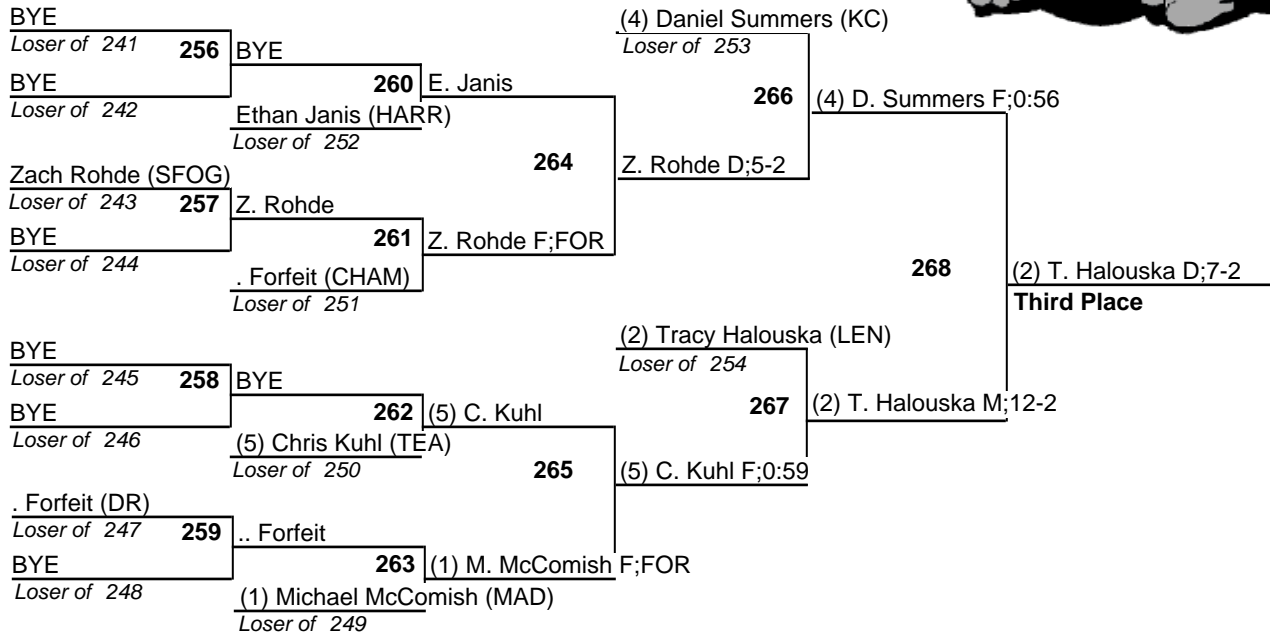 BYE
Loser of 241
256 BYE
BYE
Loser of 242
260 E. Janis
Ethan Janis (HARR)
Loser of 252
Zach Rohde (SFOG)
Loser of 243
257 Z. Rohde
BYE
Loser of 244
261 Z. Rohde F;FOR
. Forfeit (CHAM)
Loser of 251
264 Z. Rohde D;5-2
(4) Daniel Summers (KC)
Loser of 253
266 (4) D. Summers F;0:56
BYE
Loser of 245
258 BYE
BYE
Loser of 246
262 (5) C. Kuhl
(5) Chris Kuhl (TEA)
Loser of 250
. Forfeit (DR)
Loser of 247
259 .. Forfeit
BYE
Loser of 248
263 (1) M. McComish F;FOR
(1) Michael McComish (MAD)
Loser of 249
265 (5) C. Kuhl F;0:59
(2) Tracy Halouska (LEN)
Loser of 254
267 (2) T. Halouska M;12-2
268 (2) T. Halouska D;7-2
Third Place